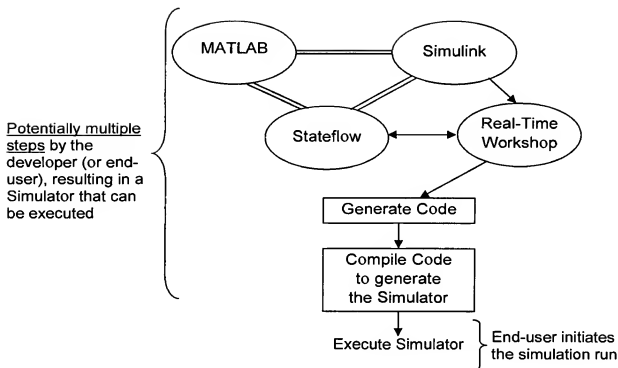 MATLAB
Simulink
Stateflow
Real-Time
Workshop
Potentially multiple
steps by the
developer (or end-
user), resulting in a
Simulator that can
be executed
Generate Code
Compile Code
to generate
the Simulator
Execute Simulator
End-user initiates
the simulation run